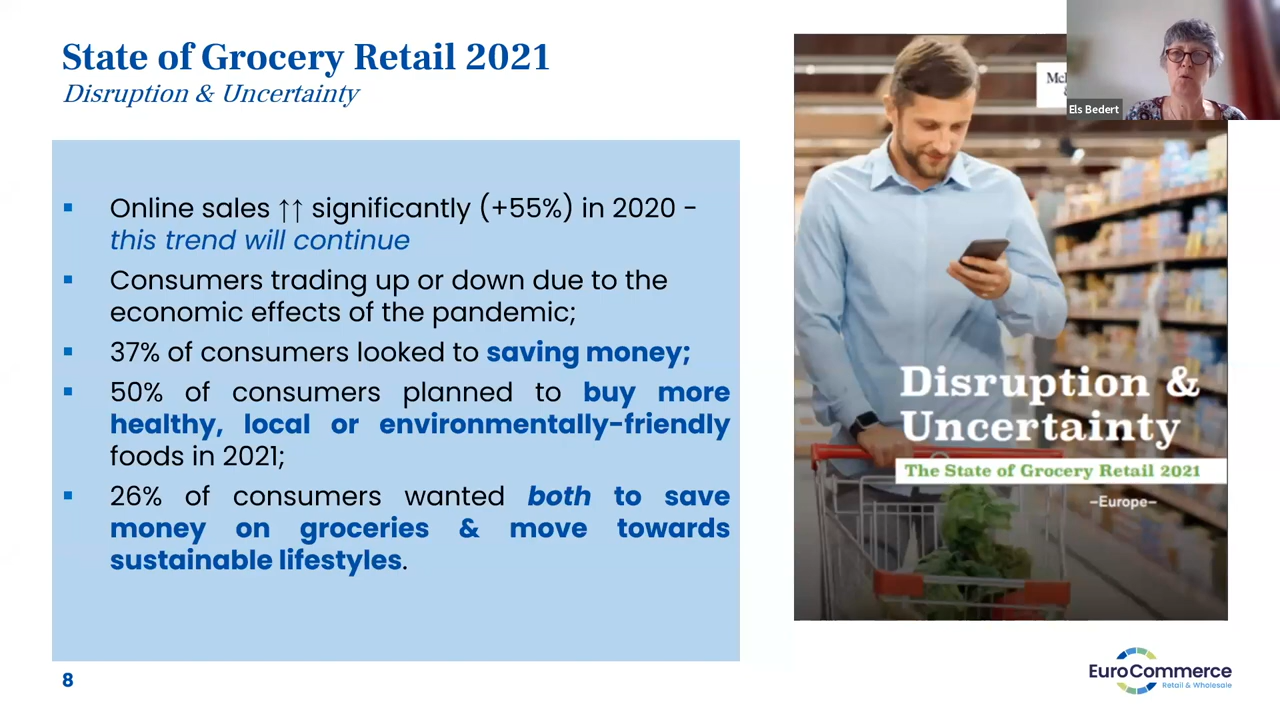 State of Grocery Retail 2021
Disruption & Uncertainty
▪ Online sales ↑↑ significantly (+55%) in 2020 -
this trend will continue
▪ Consumers trading up or down due to the
economic effects of the pandemic;
▪ 37% of consumers looked to saving money;
▪ 50% of consumers planned to buy more
healthy, local or environmentally-friendly
foods in 2021;
▪ 26% of consumers wanted both to save
money on groceries & move towards
sustainable lifestyles.
8
Els Bedert
Disruption &
Uncertainty
The State of Grocery Retail 2021
–Europe–
EuroCommerce
Retail & Wholesale